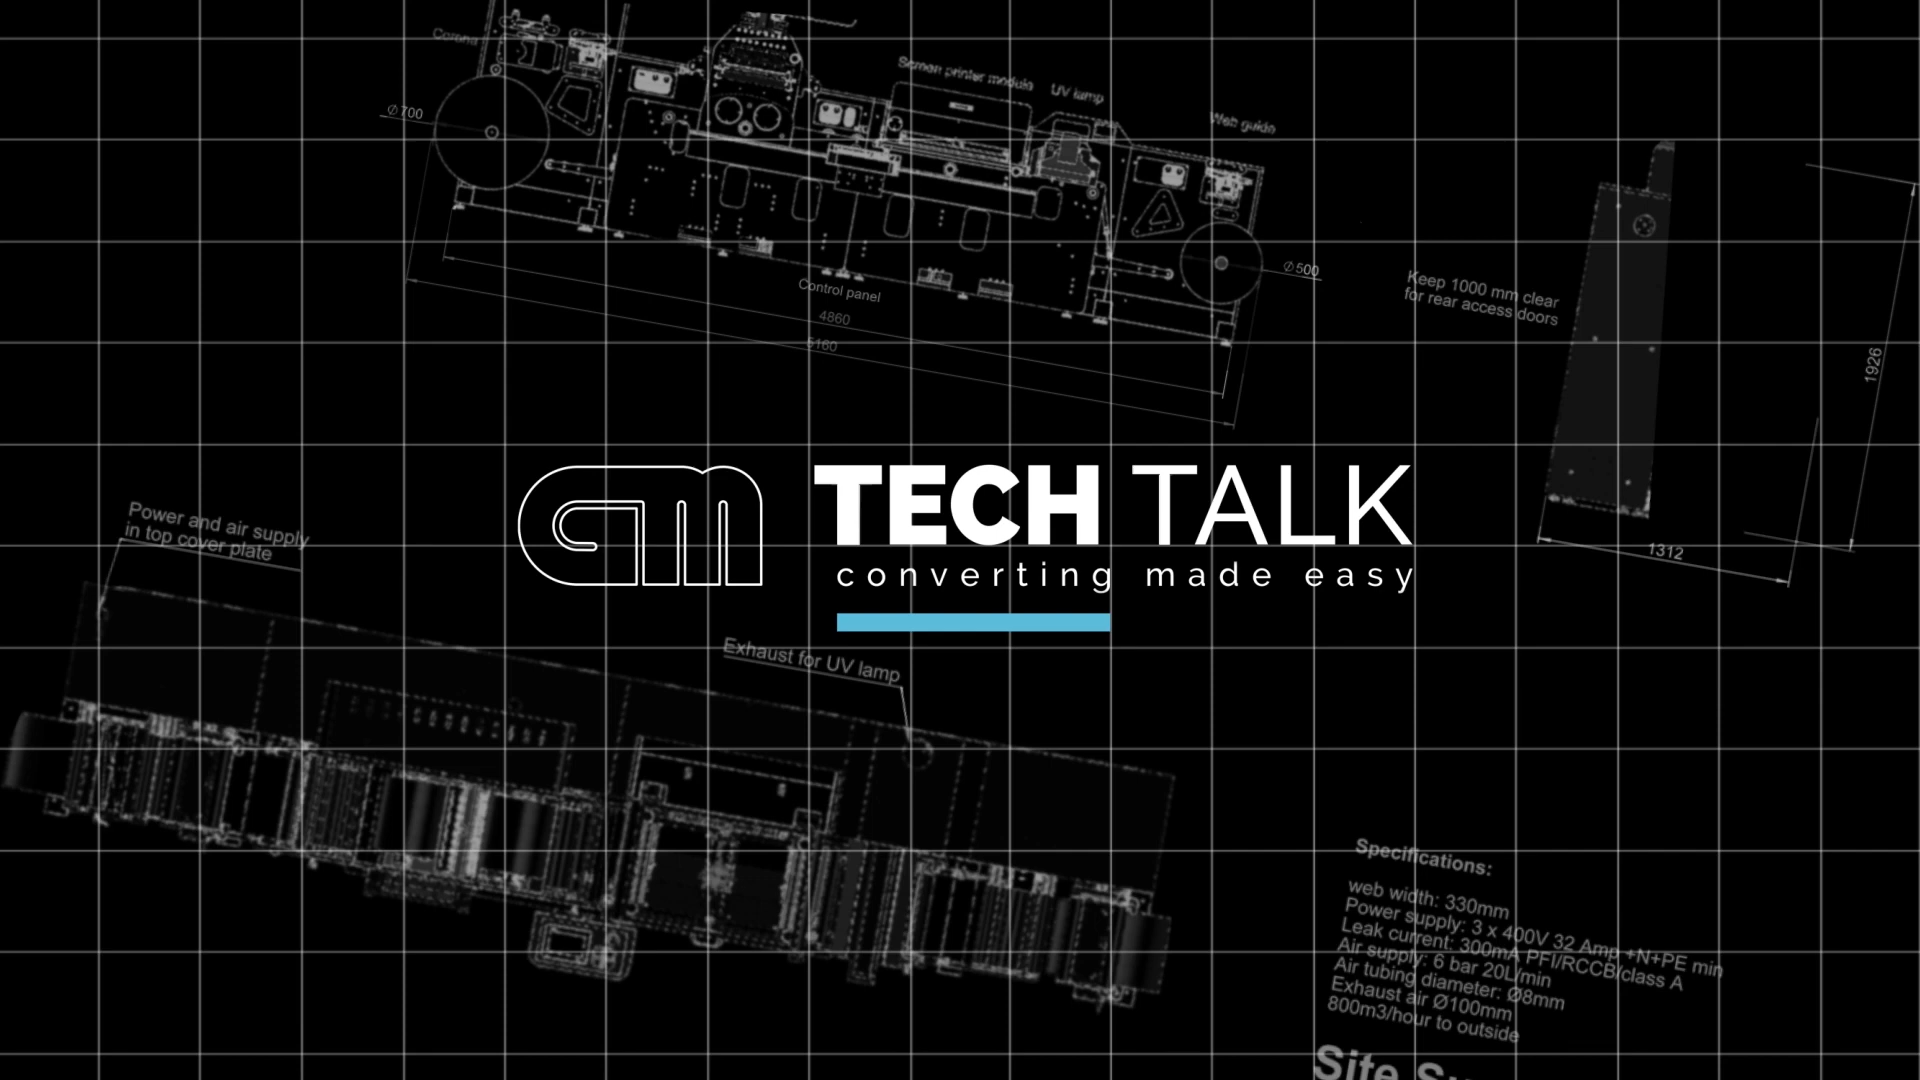 Corona
Screen printer module
UV lamp
Web guide
Ø700
Ø500
Keep 1000 mm clear
for rear access doors
Control panel
4860
5160
1926
1312
GM
TECH TALK
converting made easy
Power and air supply
in top cover plate
Exhaust for UV lamp
Specifications:
web width: 330mm
Power supply: 3 x 400V 32 Amp +N+PE min
Leak current: 300mA PFI/RCCB/class A
Air supply: 6 bar 20L/min
Air tubing diameter: Ø8mm
Exhaust air Ø100mm
800m3/hour to outside
Site